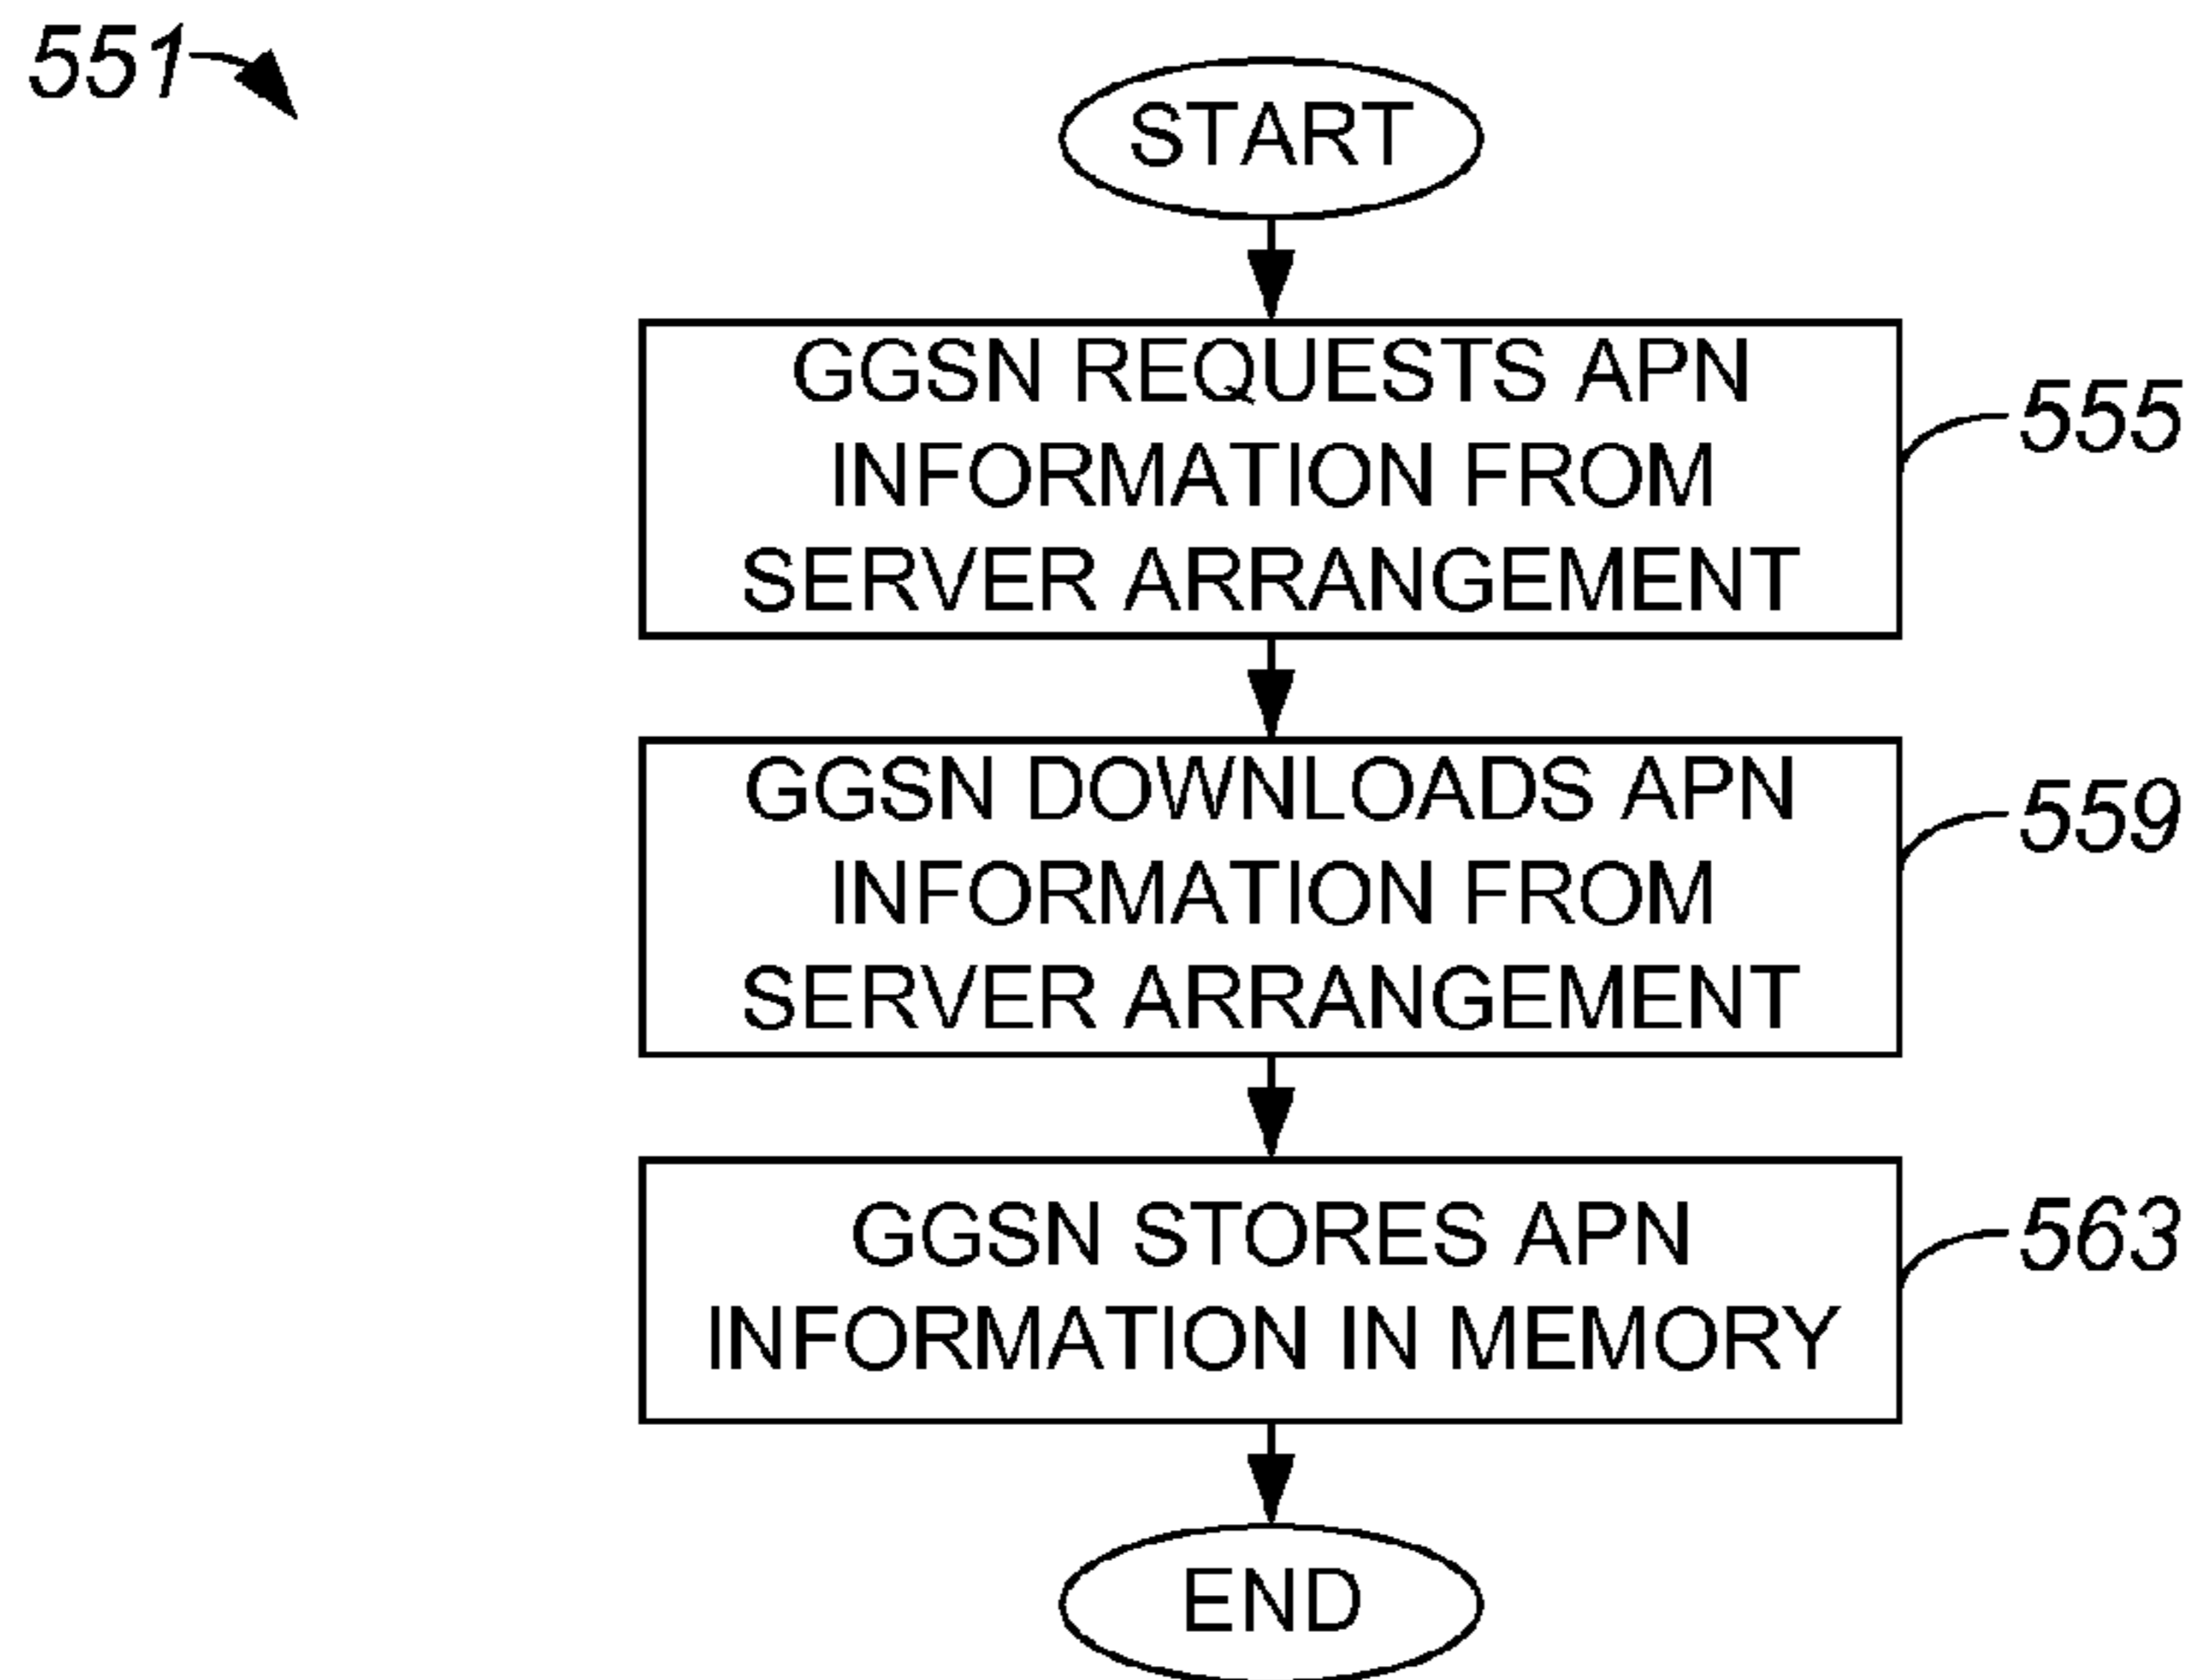 551
START
GGSN REQUESTS APN
INFORMATION FROM
SERVER ARRANGEMENT
555
GGSN DOWNLOADS APN
INFORMATION FROM
SERVER ARRANGEMENT
559
GGSN STORES APN
INFORMATION IN MEMORY
563
END